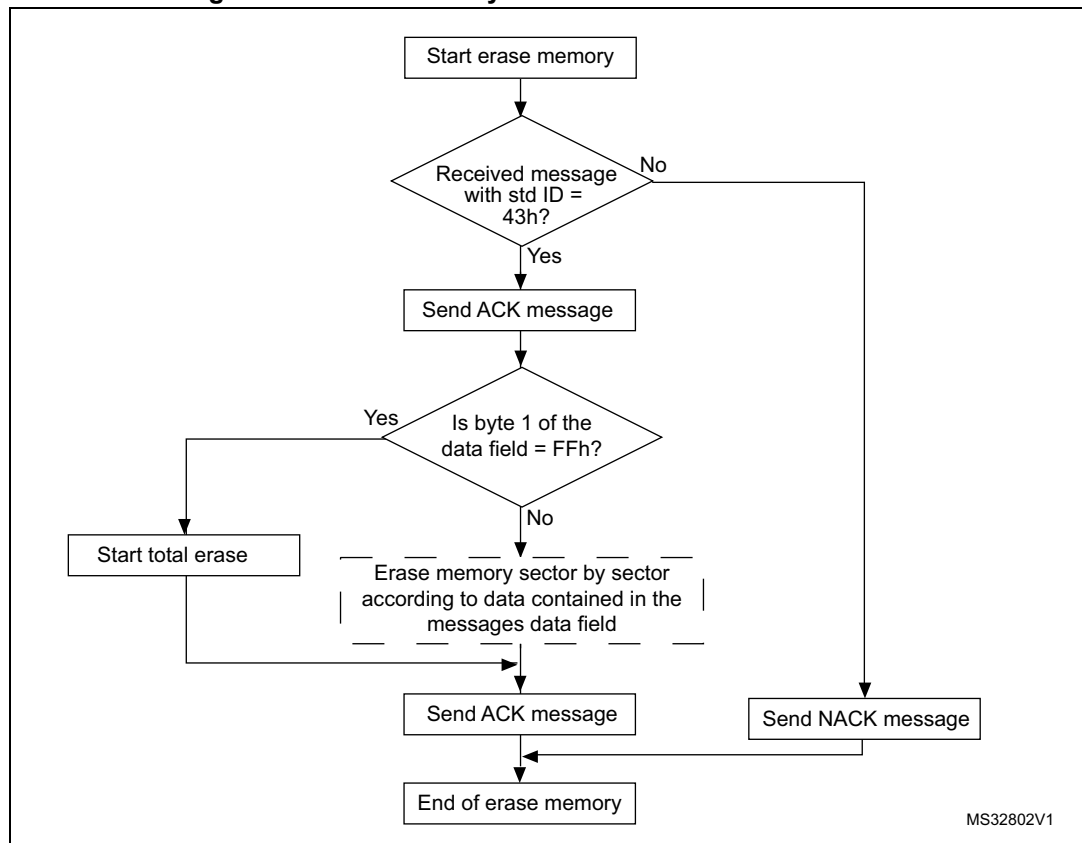 Start erase memory
Received message
with std ID =
43h?
No
Yes
Send ACK message
Is byte 1 of the
data field = FFh?
Yes
No
Start total erase
Erase memory sector by sector
according to data contained in the
messages data field
Send ACK message
Send NACK message
End of erase memory
MS32802V1